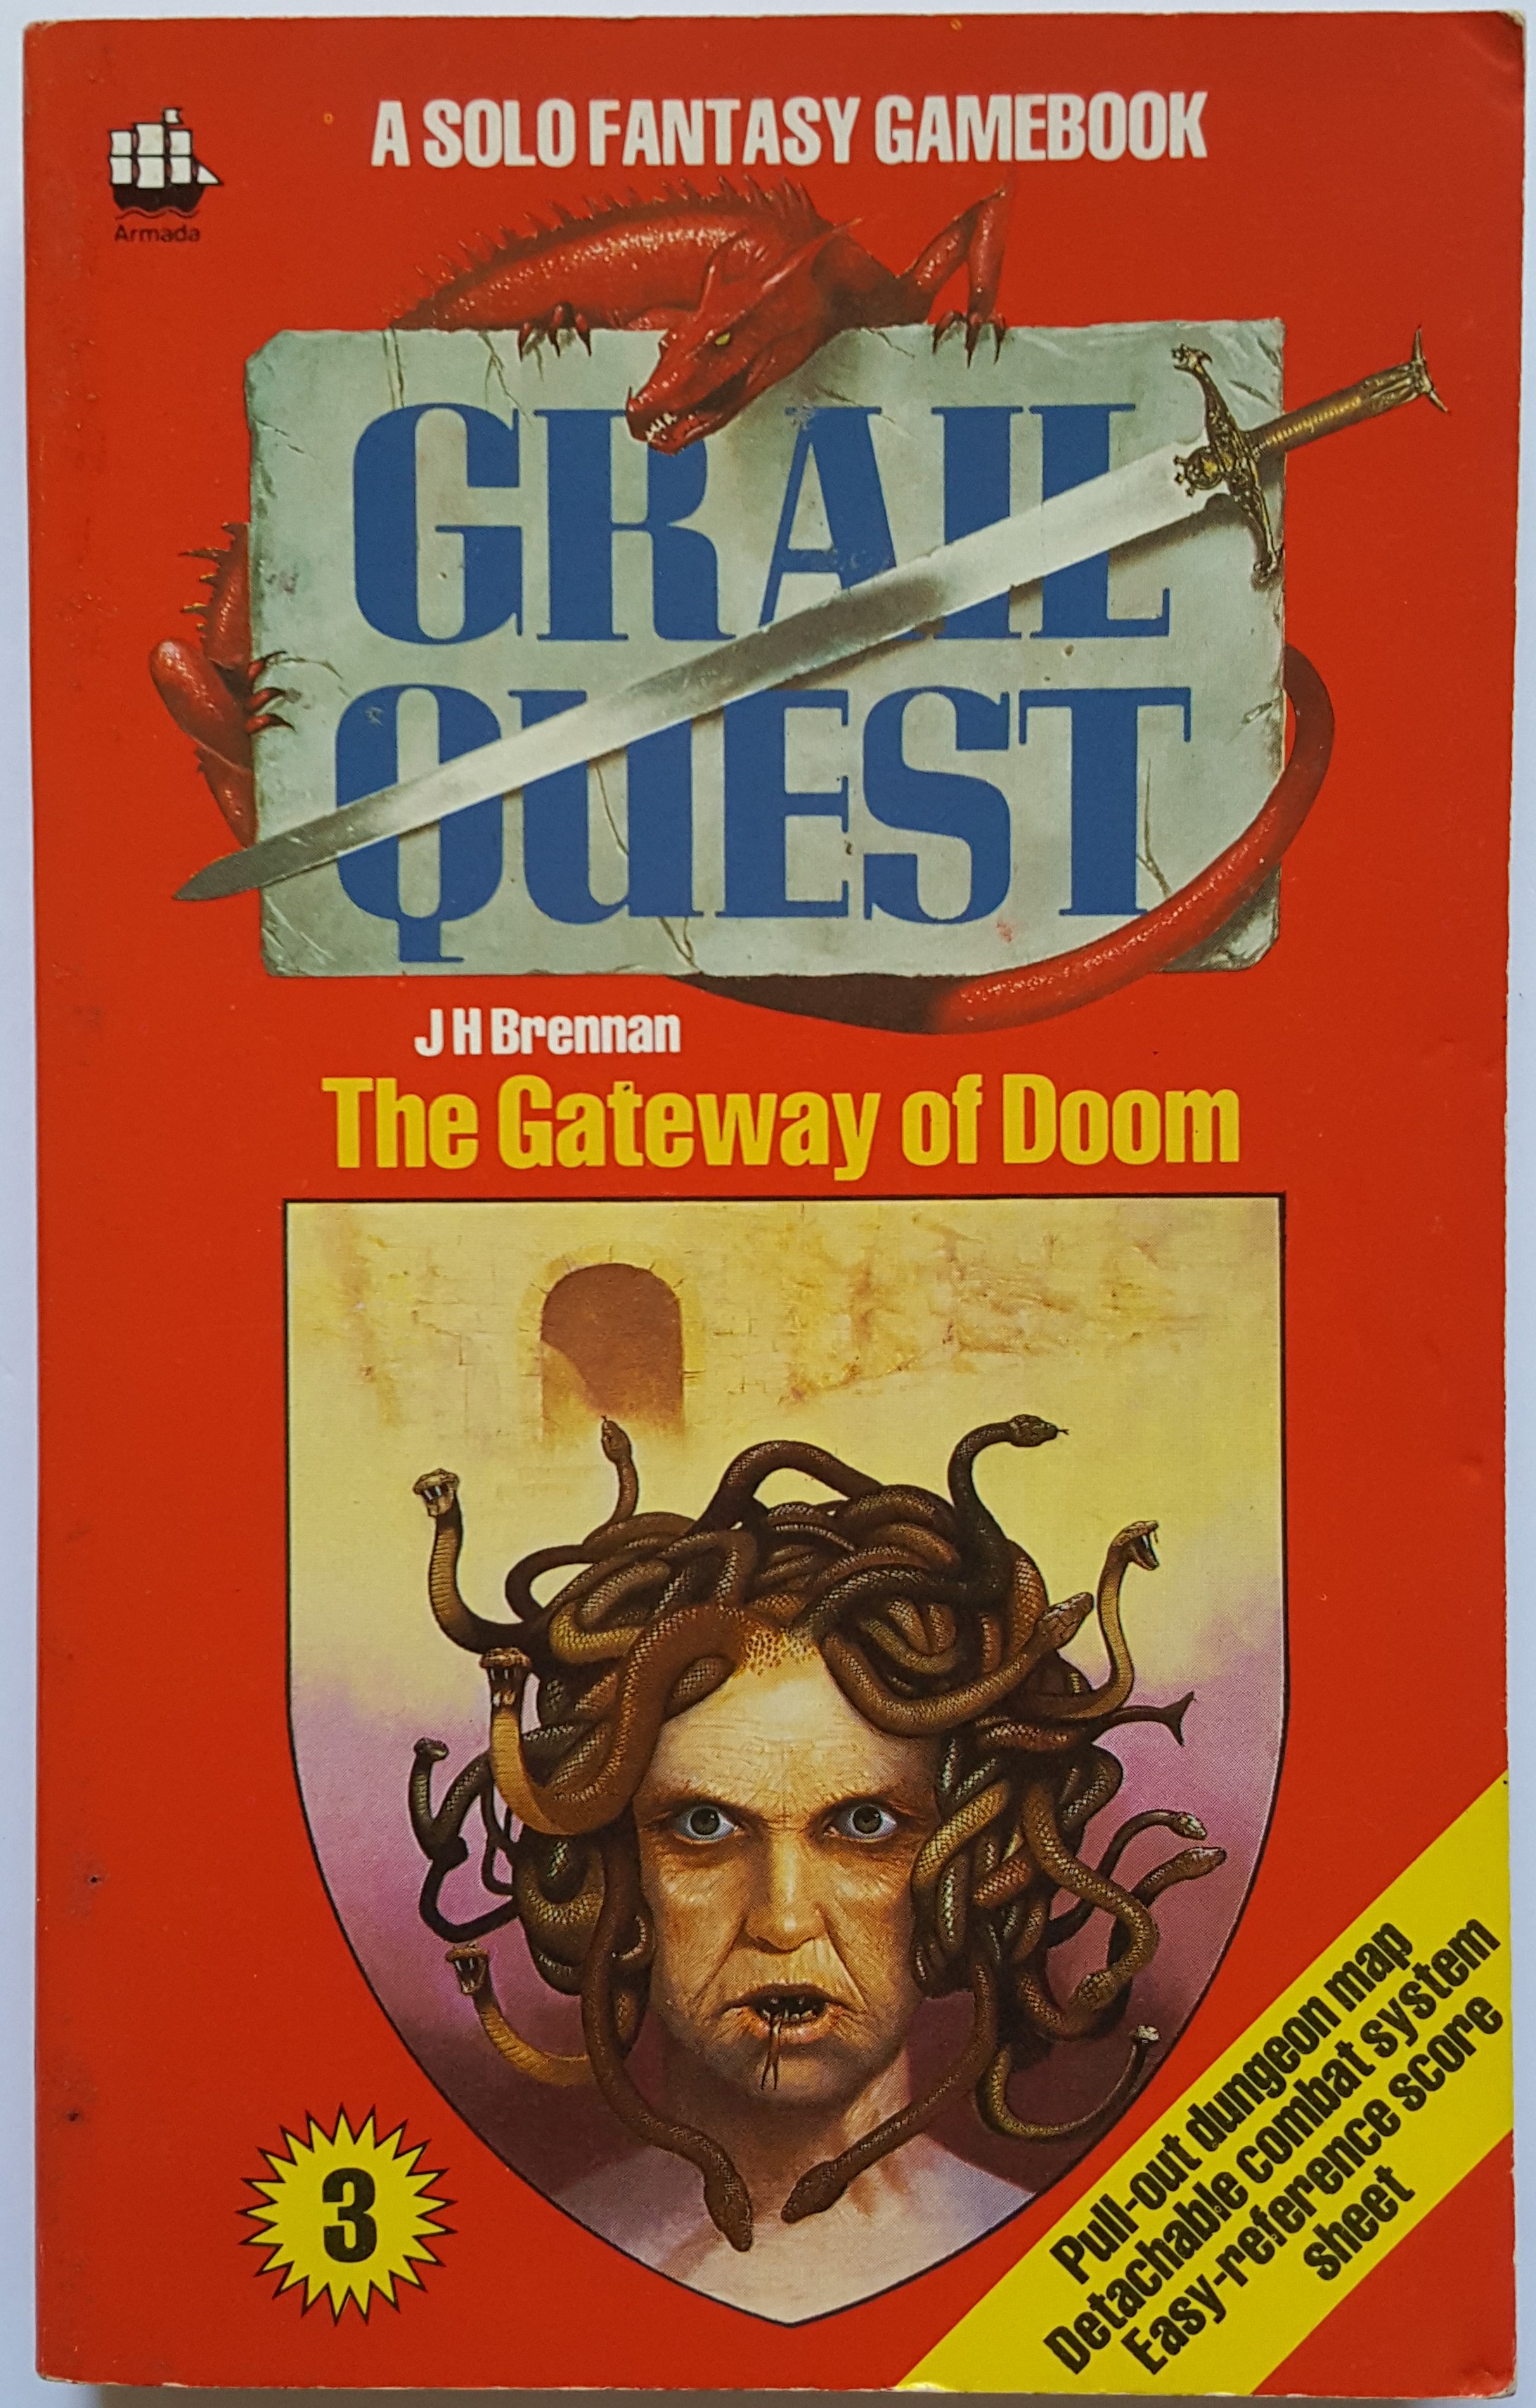 A SOLO FANTASY GAMEBOOK
Armada
GRAIL
QUEST
J H Brennan
The Gateway of Doom
3
Pull-out dungeon map
Detachable combat system
Easy-reference score
sheet